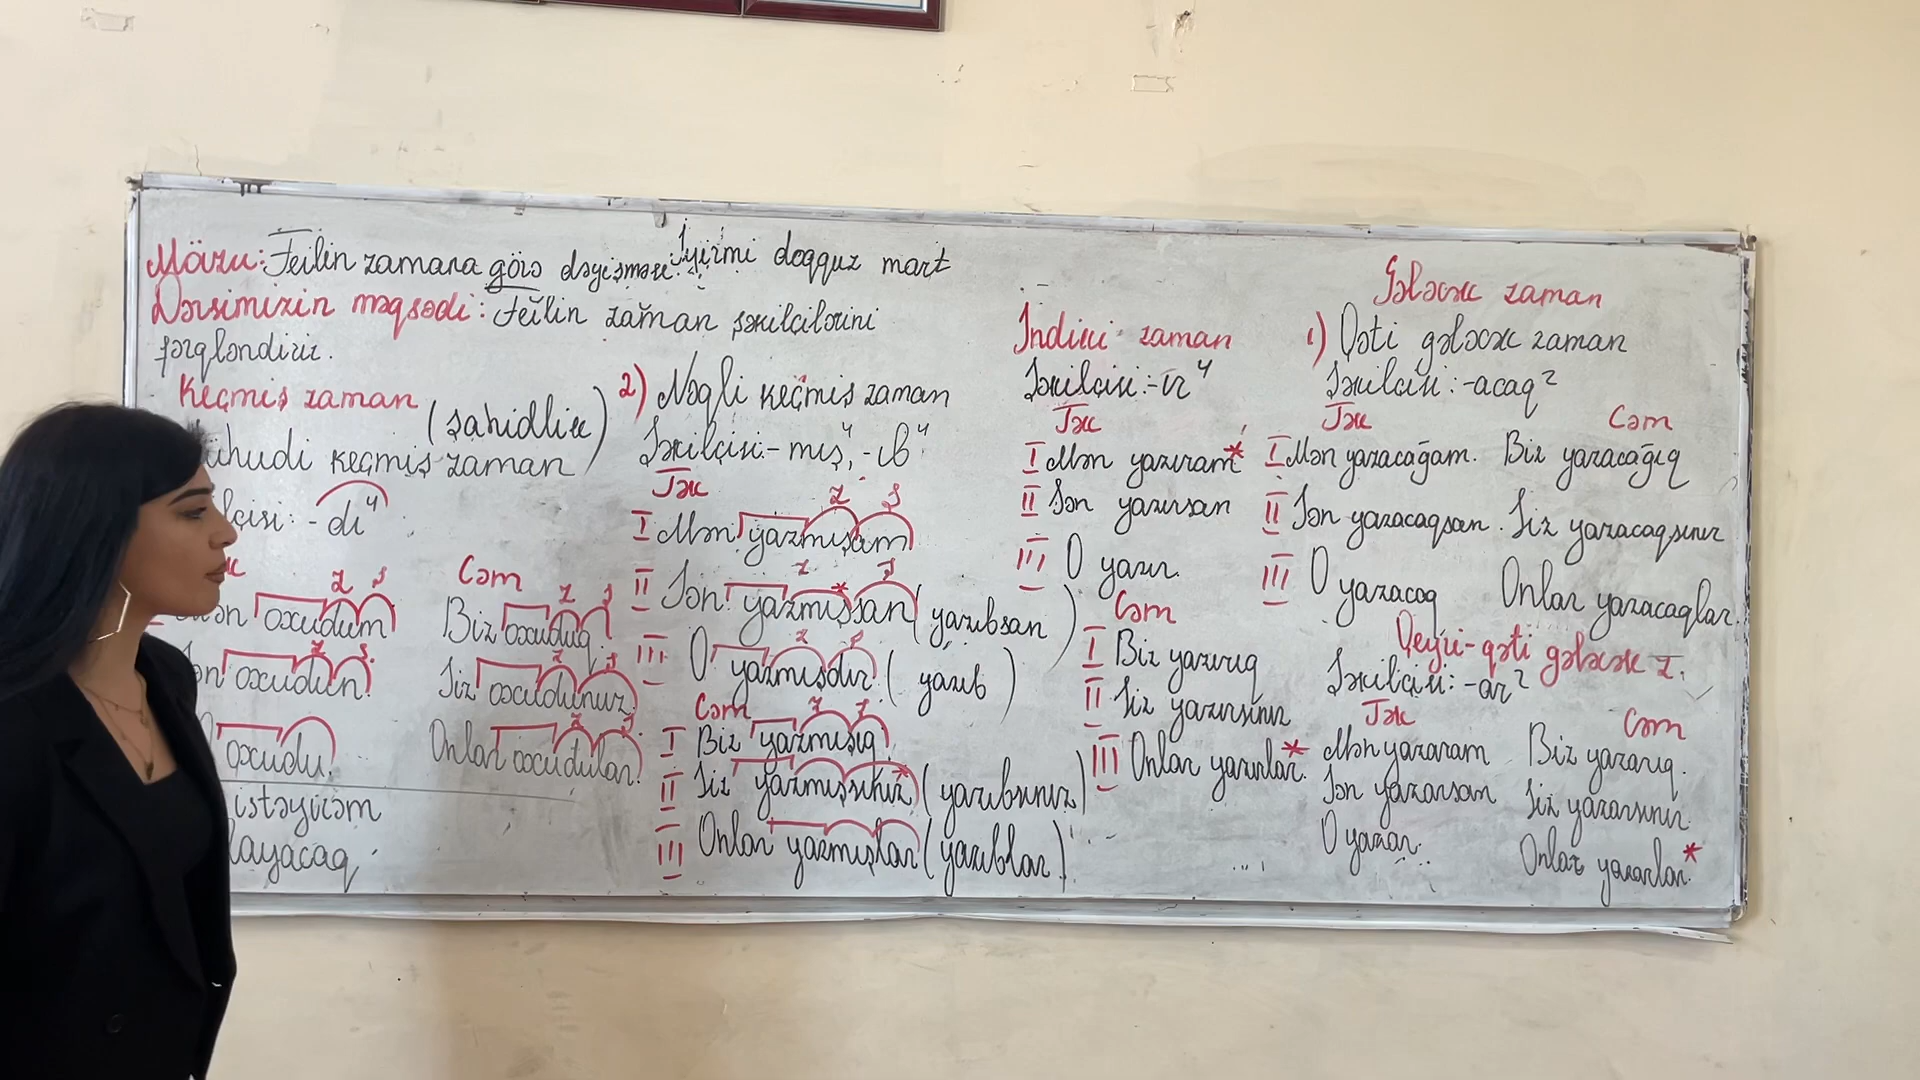 İyirmi doqquz mart
Mövzu: Feilin zamana görə dəyişməsi.
Dərsimizin məqsədi: Feilin zaman şəkilçilərini
fərqləndirir.
Keçmiş zaman
(şahidlik)
ühudi keçmiş zaman
lçisi: -dı⁴
k
Cəm
Z Ş
ən oxudum
Biz oxuduq.
ən oxudun.
Siz oxudunuz.
oxudu.
Onlar oxudular.
istəyirəm
layacaq
2) Nəqli keçmiş zaman
Şəkilçisi: -mış⁴, -ıb⁴
Tək
Z Ş
I Mən yazmışam
II Sən yazmışsan (yazıbsan)
III O yazmışdır (yazıb)
Cəm
I Biz yazmışıq
II Siz yazmışsınız* (yazıbsınız)
III Onlar yazmışlar (yazıblar)
İndiki zaman
Şəkilçisi: -ır⁴
Tək
I Mən yazıram*
II Sən yazırsan
III O yazır.
Cəm
I Biz yazırıq
II Siz yazırsınız
III Onlar yazırlar.*
Gələcək zaman
1) Qəti gələcək zaman
Şəkilçisi: -acaq²
Tək Cəm
I Mən yazacağam. Biz yazacağıq
II Sən yazacaqsan. Siz yazacaqsınız
III O yazacaq Onlar yazacaqlar.
Qeyri-qəti gələcək z.
Şəkilçisi: -ar²
Tək Cəm
Mən yazaram Biz yazarıq.
Sən yazarsan Siz yazarsınız.
O yazar. Onlar yazarlar.*